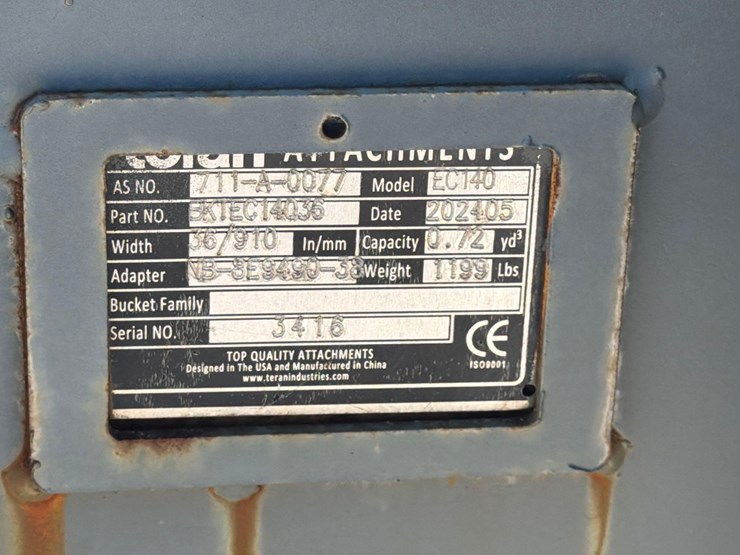 teran ATTACHMENTS
AS NO. 711-A-0077 Model EC140
Part NO. BKTEC14036 Date 202405
Width 36/910 In/mm Capacity 0.72 yd³
Adapter NB-8E9490-38 Weight 1199 Lbs
Bucket Family
Serial NO. 3416 CE
TOP QUALITY ATTACHMENTS
Designed in The USA and Manufactured in China ISO9001
www.teranindustries.com